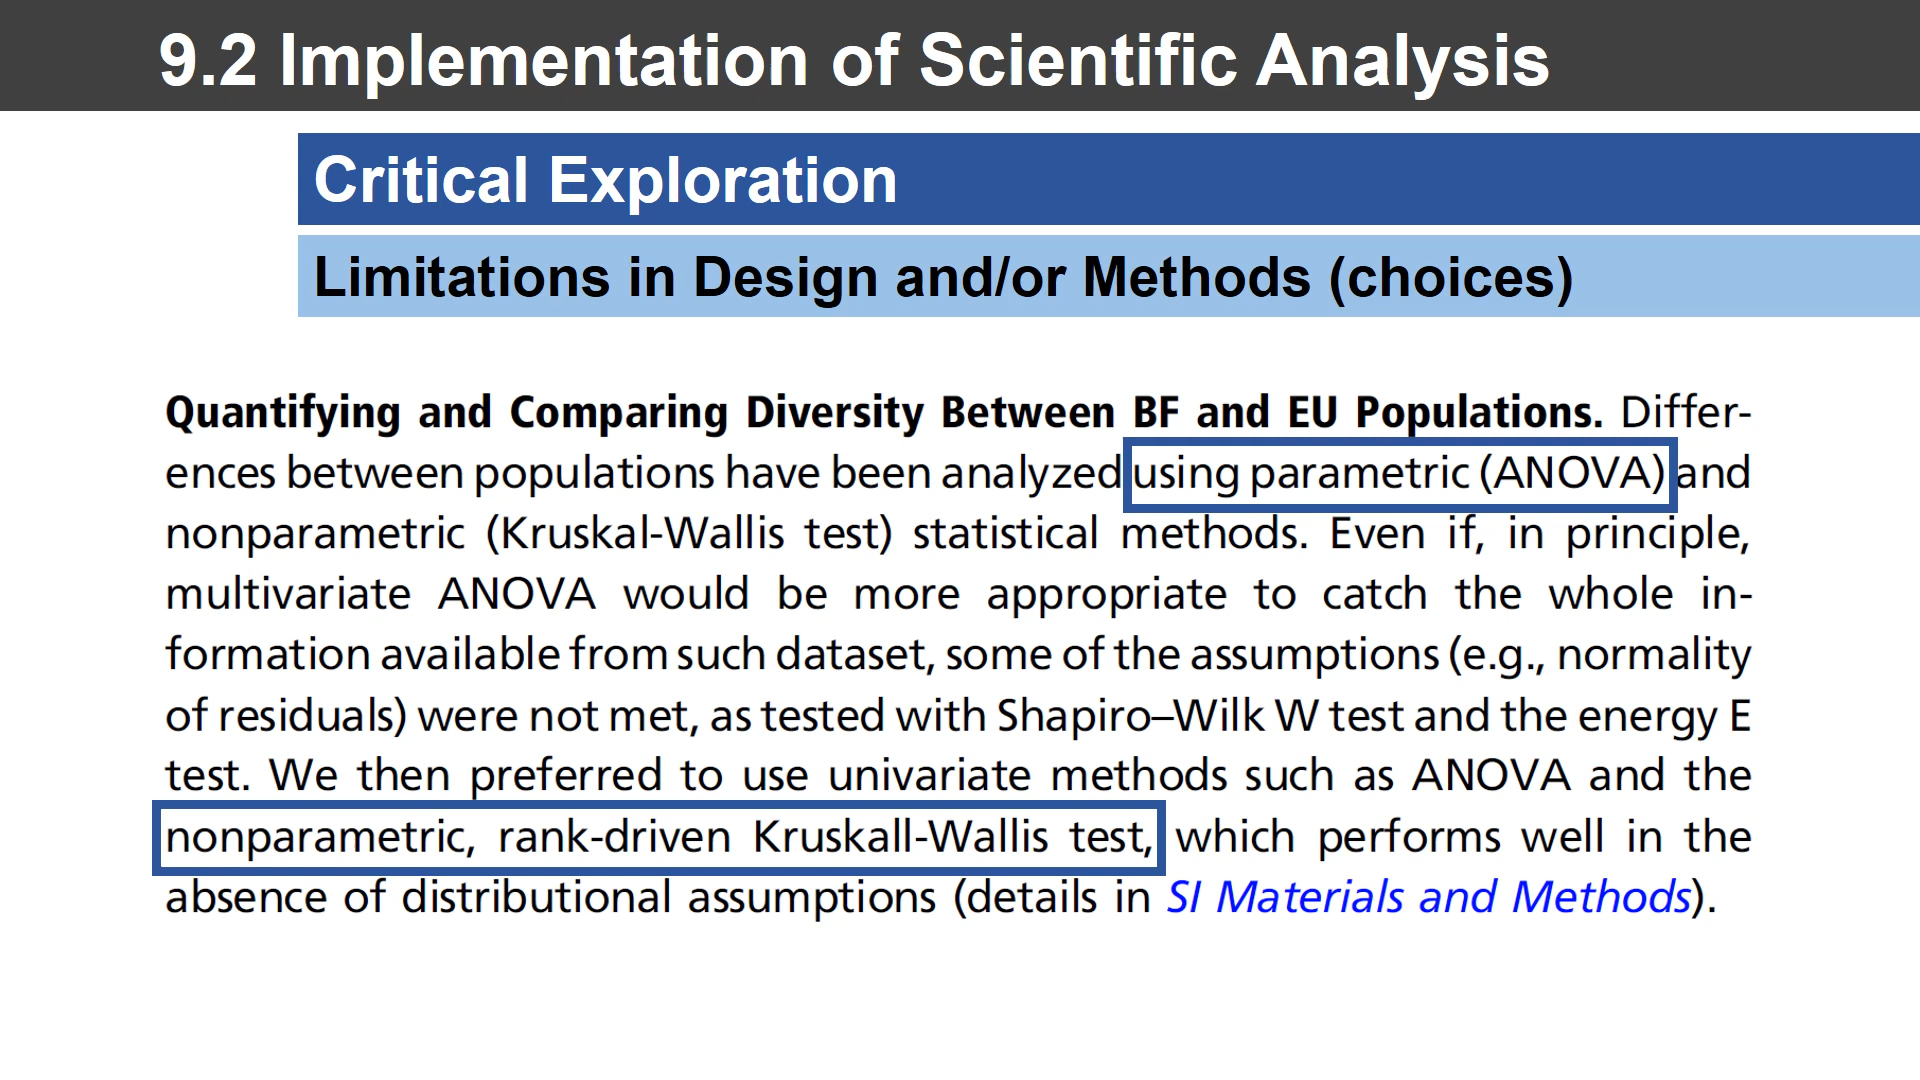 9.2 Implementation of Scientific Analysis
Critical Exploration
Limitations in Design and/or Methods (choices)
Quantifying and Comparing Diversity Between BF and EU Populations. Differ-
ences between populations have been analyzed using parametric (ANOVA) and
nonparametric (Kruskal-Wallis test) statistical methods. Even if, in principle,
multivariate ANOVA would be more appropriate to catch the whole in-
formation available from such dataset, some of the assumptions (e.g., normality
of residuals) were not met, as tested with Shapiro–Wilk W test and the energy E
test. We then preferred to use univariate methods such as ANOVA and the
nonparametric, rank-driven Kruskall-Wallis test, which performs well in the
absence of distributional assumptions (details in SI Materials and Methods).